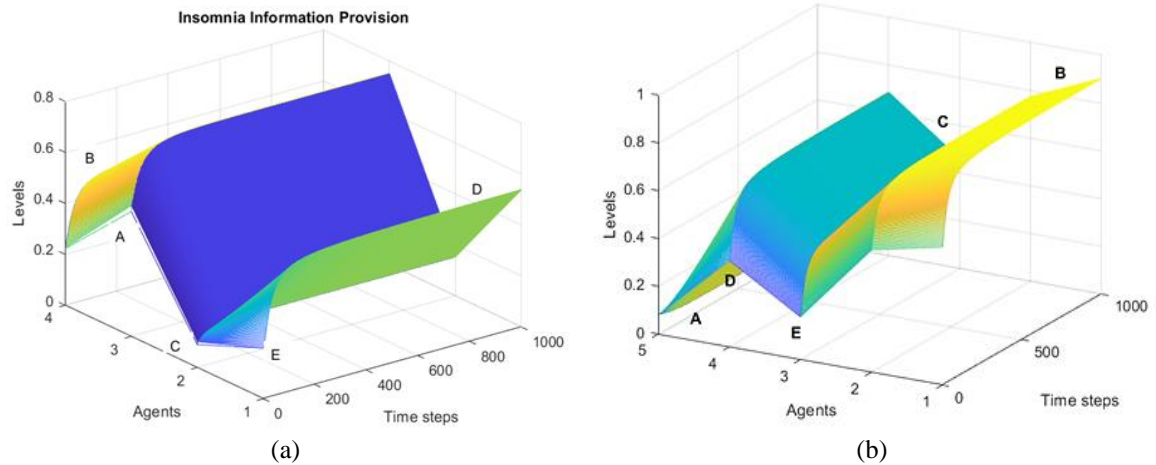 Insomnia Information Provision
0.8
0.6
0.4
0.2
0
Levels
B
A
C
D
E
4
3
2
1
Agents
0
200
400
600
800
1000
Time steps
(a)
1
0.8
0.6
0.4
0.2
0
Levels
B
C
D
A
E
5
4
3
2
1
Agents
0
500
1000
Time steps
(b)